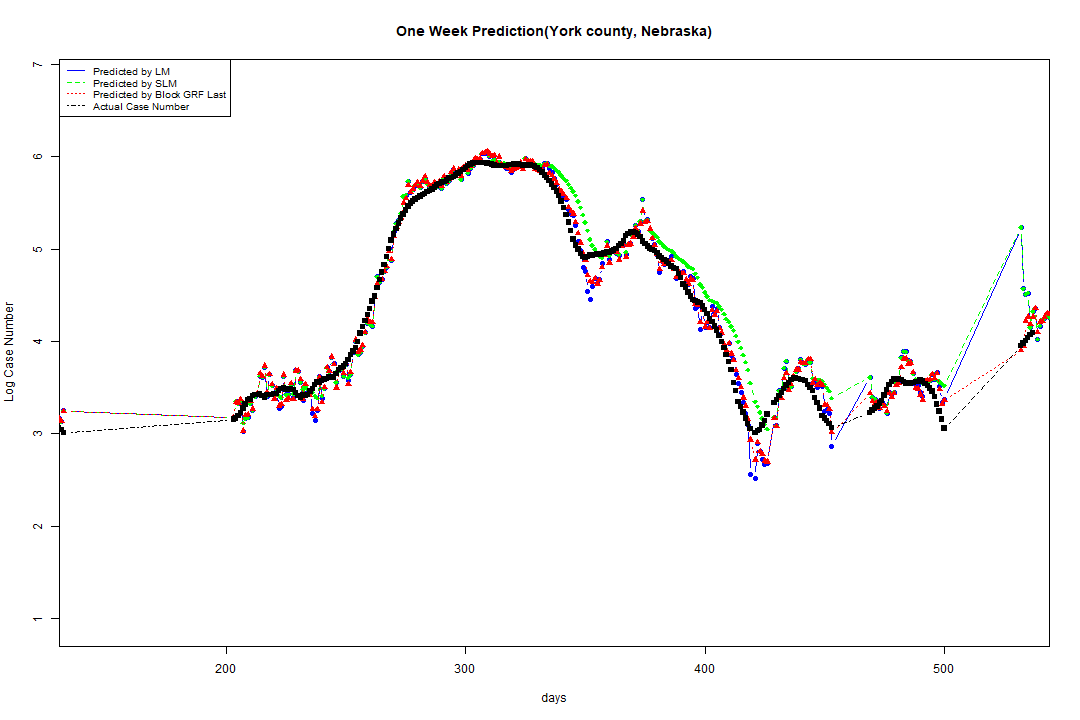 One Week Prediction(York county, Nebraska)
7
Predicted by LM
Predicted by SLM
Predicted by Block GRF Last
Actual Case Number
6
5
4
3
2
1
Log Case Number
200
300
400
500
days